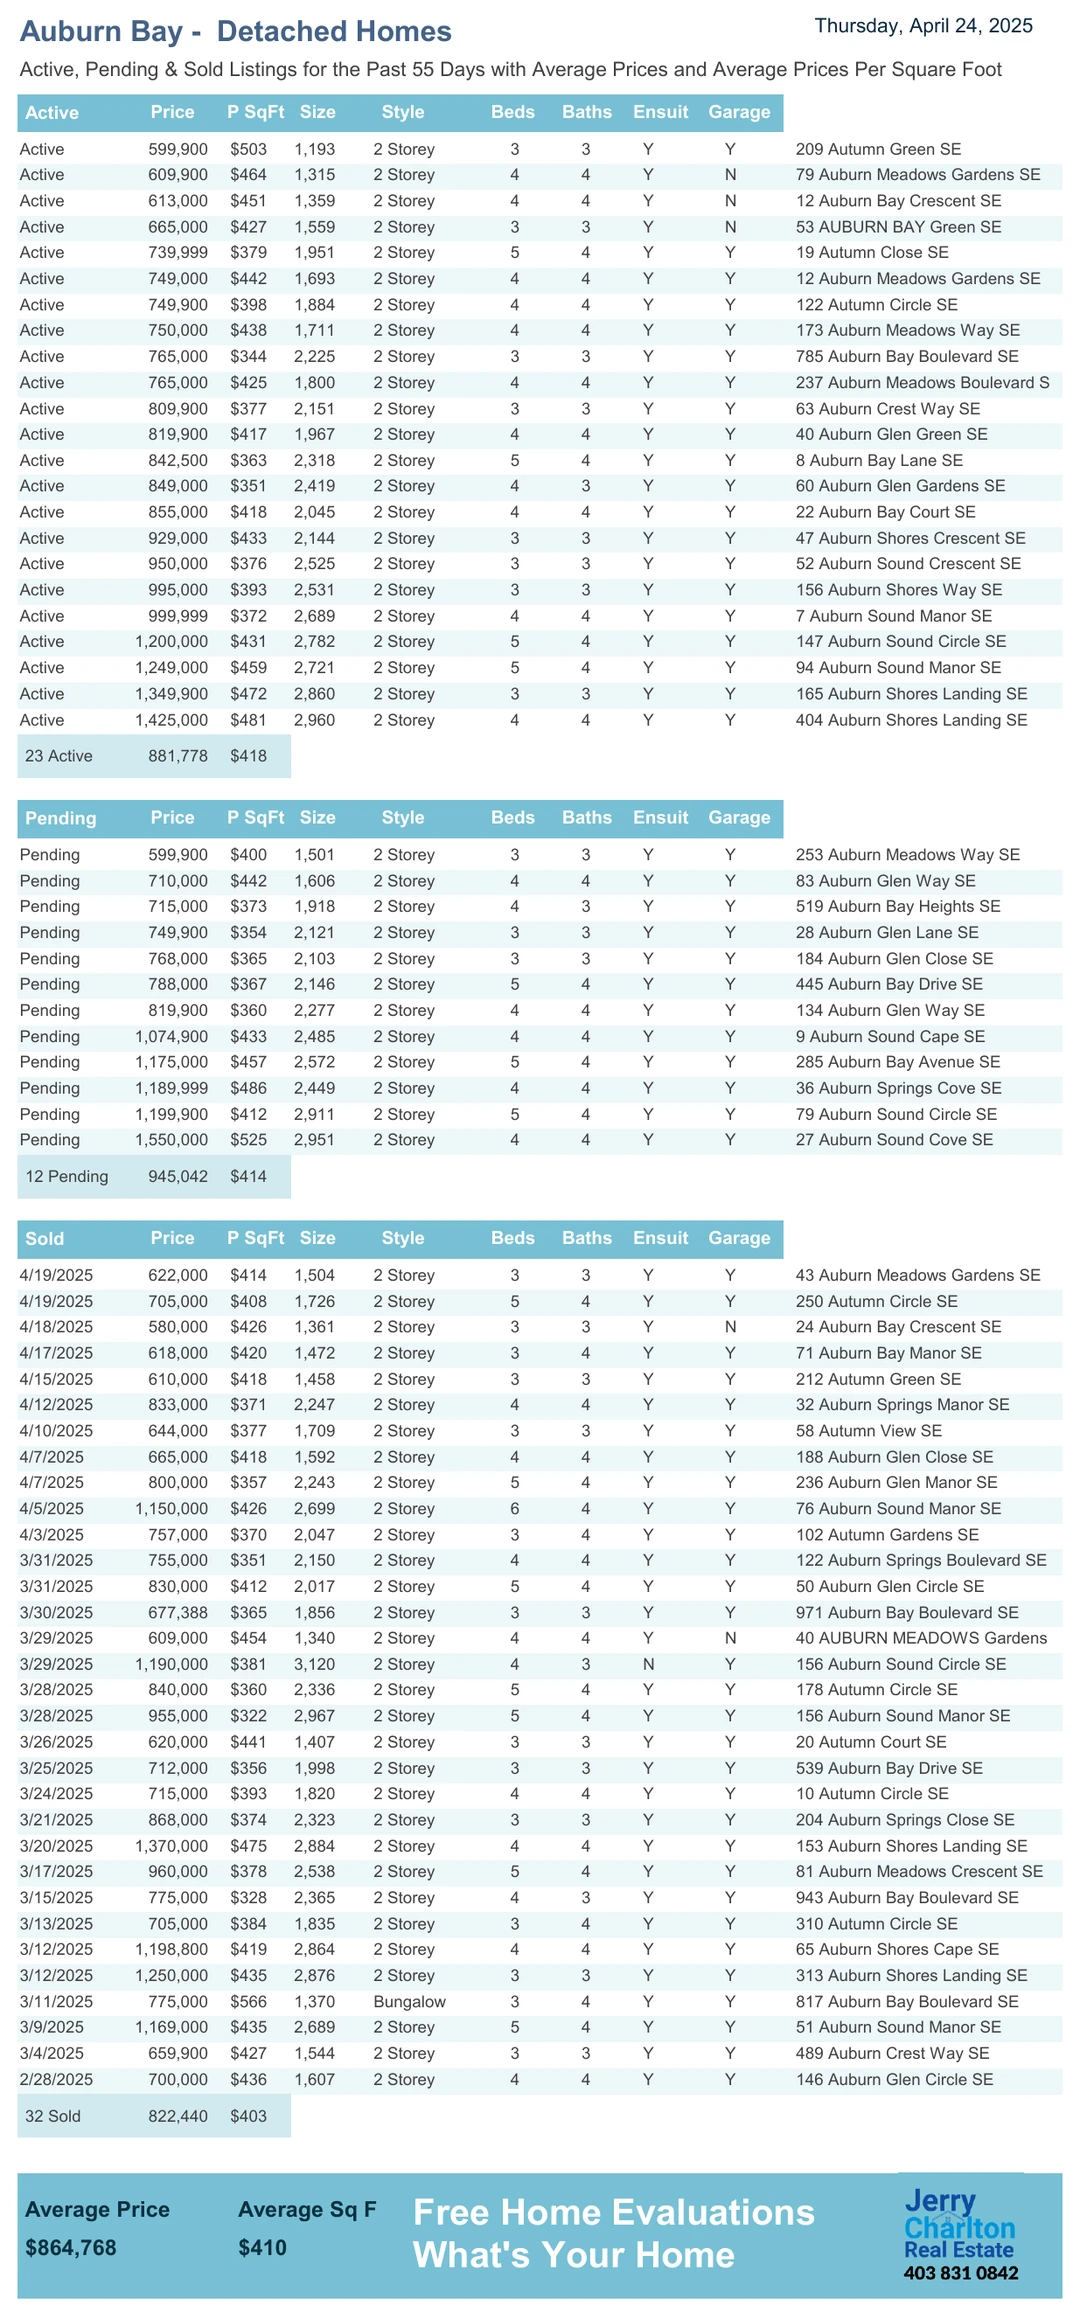 Auburn Bay - Detached Homes Thursday, April 24, 2025
Active, Pending & Sold Listings for the Past 55 Days with Average Prices and Average Prices Per Square Foot
Active Price P SqFt Size Style Beds Baths Ensuit Garage
Active 599,900 $503 1,193 2 Storey 3 3 Y Y 209 Autumn Green SE
Active 609,900 $464 1,315 2 Storey 4 4 Y N 79 Auburn Meadows Gardens SE
Active 613,000 $451 1,359 2 Storey 4 4 Y N 12 Auburn Bay Crescent SE
Active 665,000 $427 1,559 2 Storey 3 3 Y N 53 AUBURN BAY Green SE
Active 739,999 $379 1,951 2 Storey 5 4 Y Y 19 Autumn Close SE
Active 749,000 $442 1,693 2 Storey 4 4 Y Y 12 Auburn Meadows Gardens SE
Active 749,900 $398 1,884 2 Storey 4 4 Y Y 122 Autumn Circle SE
Active 750,000 $438 1,711 2 Storey 4 4 Y Y 173 Auburn Meadows Way SE
Active 765,000 $344 2,225 2 Storey 3 3 Y Y 785 Auburn Bay Boulevard SE
Active 765,000 $425 1,800 2 Storey 4 4 Y Y 237 Auburn Meadows Boulevard S
Active 809,900 $377 2,151 2 Storey 3 3 Y Y 63 Auburn Crest Way SE
Active 819,900 $417 1,967 2 Storey 4 4 Y Y 40 Auburn Glen Green SE
Active 842,500 $363 2,318 2 Storey 5 4 Y Y 8 Auburn Bay Lane SE
Active 849,000 $351 2,419 2 Storey 4 3 Y Y 60 Auburn Glen Gardens SE
Active 855,000 $418 2,045 2 Storey 4 4 Y Y 22 Auburn Bay Court SE
Active 929,000 $433 2,144 2 Storey 3 3 Y Y 47 Auburn Shores Crescent SE
Active 950,000 $376 2,525 2 Storey 3 3 Y Y 52 Auburn Sound Crescent SE
Active 995,000 $393 2,531 2 Storey 3 3 Y Y 156 Auburn Shores Way SE
Active 999,999 $372 2,689 2 Storey 4 4 Y Y 7 Auburn Sound Manor SE
Active 1,200,000 $431 2,782 2 Storey 5 4 Y Y 147 Auburn Sound Circle SE
Active 1,249,000 $459 2,721 2 Storey 5 4 Y Y 94 Auburn Sound Manor SE
Active 1,349,900 $472 2,860 2 Storey 3 3 Y Y 165 Auburn Shores Landing SE
Active 1,425,000 $481 2,960 2 Storey 4 4 Y Y 404 Auburn Shores Landing SE
23 Active 881,778 $418
Pending Price P SqFt Size Style Beds Baths Ensuit Garage
Pending 599,900 $400 1,501 2 Storey 3 3 Y Y 253 Auburn Meadows Way SE
Pending 710,000 $442 1,606 2 Storey 4 4 Y Y 83 Auburn Glen Way SE
Pending 715,000 $373 1,918 2 Storey 4 3 Y Y 519 Auburn Bay Heights SE
Pending 749,900 $354 2,121 2 Storey 3 3 Y Y 28 Auburn Glen Lane SE
Pending 768,000 $365 2,103 2 Storey 3 3 Y Y 184 Auburn Glen Close SE
Pending 788,000 $367 2,146 2 Storey 5 4 Y Y 445 Auburn Bay Drive SE
Pending 819,900 $360 2,277 2 Storey 4 4 Y Y 134 Auburn Glen Way SE
Pending 1,074,900 $433 2,485 2 Storey 4 4 Y Y 9 Auburn Sound Cape SE
Pending 1,175,000 $457 2,572 2 Storey 5 4 Y Y 285 Auburn Bay Avenue SE
Pending 1,189,999 $486 2,449 2 Storey 4 4 Y Y 36 Auburn Springs Cove SE
Pending 1,199,900 $412 2,911 2 Storey 5 4 Y Y 79 Auburn Sound Circle SE
Pending 1,550,000 $525 2,951 2 Storey 4 4 Y Y 27 Auburn Sound Cove SE
12 Pending 945,042 $414
Sold Price P SqFt Size Style Beds Baths Ensuit Garage
4/19/2025 622,000 $414 1,504 2 Storey 3 3 Y Y 43 Auburn Meadows Gardens SE
4/19/2025 705,000 $408 1,726 2 Storey 5 4 Y Y 250 Autumn Circle SE
4/18/2025 580,000 $426 1,361 2 Storey 3 3 Y N 24 Auburn Bay Crescent SE
4/17/2025 618,000 $420 1,472 2 Storey 3 4 Y Y 71 Auburn Bay Manor SE
4/15/2025 610,000 $418 1,458 2 Storey 3 3 Y Y 212 Autumn Green SE
4/12/2025 833,000 $371 2,247 2 Storey 4 4 Y Y 32 Auburn Springs Manor SE
4/10/2025 644,000 $377 1,709 2 Storey 3 3 Y Y 58 Autumn View SE
4/7/2025 665,000 $418 1,592 2 Storey 4 4 Y Y 188 Auburn Glen Close SE
4/7/2025 800,000 $357 2,243 2 Storey 5 4 Y Y 236 Auburn Glen Manor SE
4/5/2025 1,150,000 $426 2,699 2 Storey 6 4 Y Y 76 Auburn Sound Manor SE
4/3/2025 757,000 $370 2,047 2 Storey 3 4 Y Y 102 Autumn Gardens SE
3/31/2025 755,000 $351 2,150 2 Storey 4 4 Y Y 122 Auburn Springs Boulevard SE
3/31/2025 830,000 $412 2,017 2 Storey 5 4 Y Y 50 Auburn Glen Circle SE
3/30/2025 677,388 $365 1,856 2 Storey 3 3 Y Y 971 Auburn Bay Boulevard SE
3/29/2025 609,000 $454 1,340 2 Storey 4 4 Y N 40 AUBURN MEADOWS Gardens
3/29/2025 1,190,000 $381 3,120 2 Storey 4 3 N Y 156 Auburn Sound Circle SE
3/28/2025 840,000 $360 2,336 2 Storey 5 4 Y Y 178 Autumn Circle SE
3/28/2025 955,000 $322 2,967 2 Storey 5 4 Y Y 156 Auburn Sound Manor SE
3/26/2025 620,000 $441 1,407 2 Storey 3 3 Y Y 20 Autumn Court SE
3/25/2025 712,000 $356 1,998 2 Storey 3 3 Y Y 539 Auburn Bay Drive SE
3/24/2025 715,000 $393 1,820 2 Storey 4 4 Y Y 10 Autumn Circle SE
3/21/2025 868,000 $374 2,323 2 Storey 3 3 Y Y 204 Auburn Springs Close SE
3/20/2025 1,370,000 $475 2,884 2 Storey 4 4 Y Y 153 Auburn Shores Landing SE
3/17/2025 960,000 $378 2,538 2 Storey 5 4 Y Y 81 Auburn Meadows Crescent SE
3/15/2025 775,000 $328 2,365 2 Storey 4 3 Y Y 943 Auburn Bay Boulevard SE
3/13/2025 705,000 $384 1,835 2 Storey 3 4 Y Y 310 Autumn Circle SE
3/12/2025 1,198,800 $419 2,864 2 Storey 4 4 Y Y 65 Auburn Shores Cape SE
3/12/2025 1,250,000 $435 2,876 2 Storey 3 3 Y Y 313 Auburn Shores Landing SE
3/11/2025 775,000 $566 1,370 Bungalow 3 4 Y Y 817 Auburn Bay Boulevard SE
3/9/2025 1,169,000 $435 2,689 2 Storey 5 4 Y Y 51 Auburn Sound Manor SE
3/4/2025 659,900 $427 1,544 2 Storey 3 3 Y Y 489 Auburn Crest Way SE
2/28/2025 700,000 $436 1,607 2 Storey 4 4 Y Y 146 Auburn Glen Circle SE
32 Sold 822,440 $403
Average Price Average Sq F
$864,768 $410
Free Home Evaluations
What's Your Home
Jerry
Charlton
Real Estate
403 831 0842